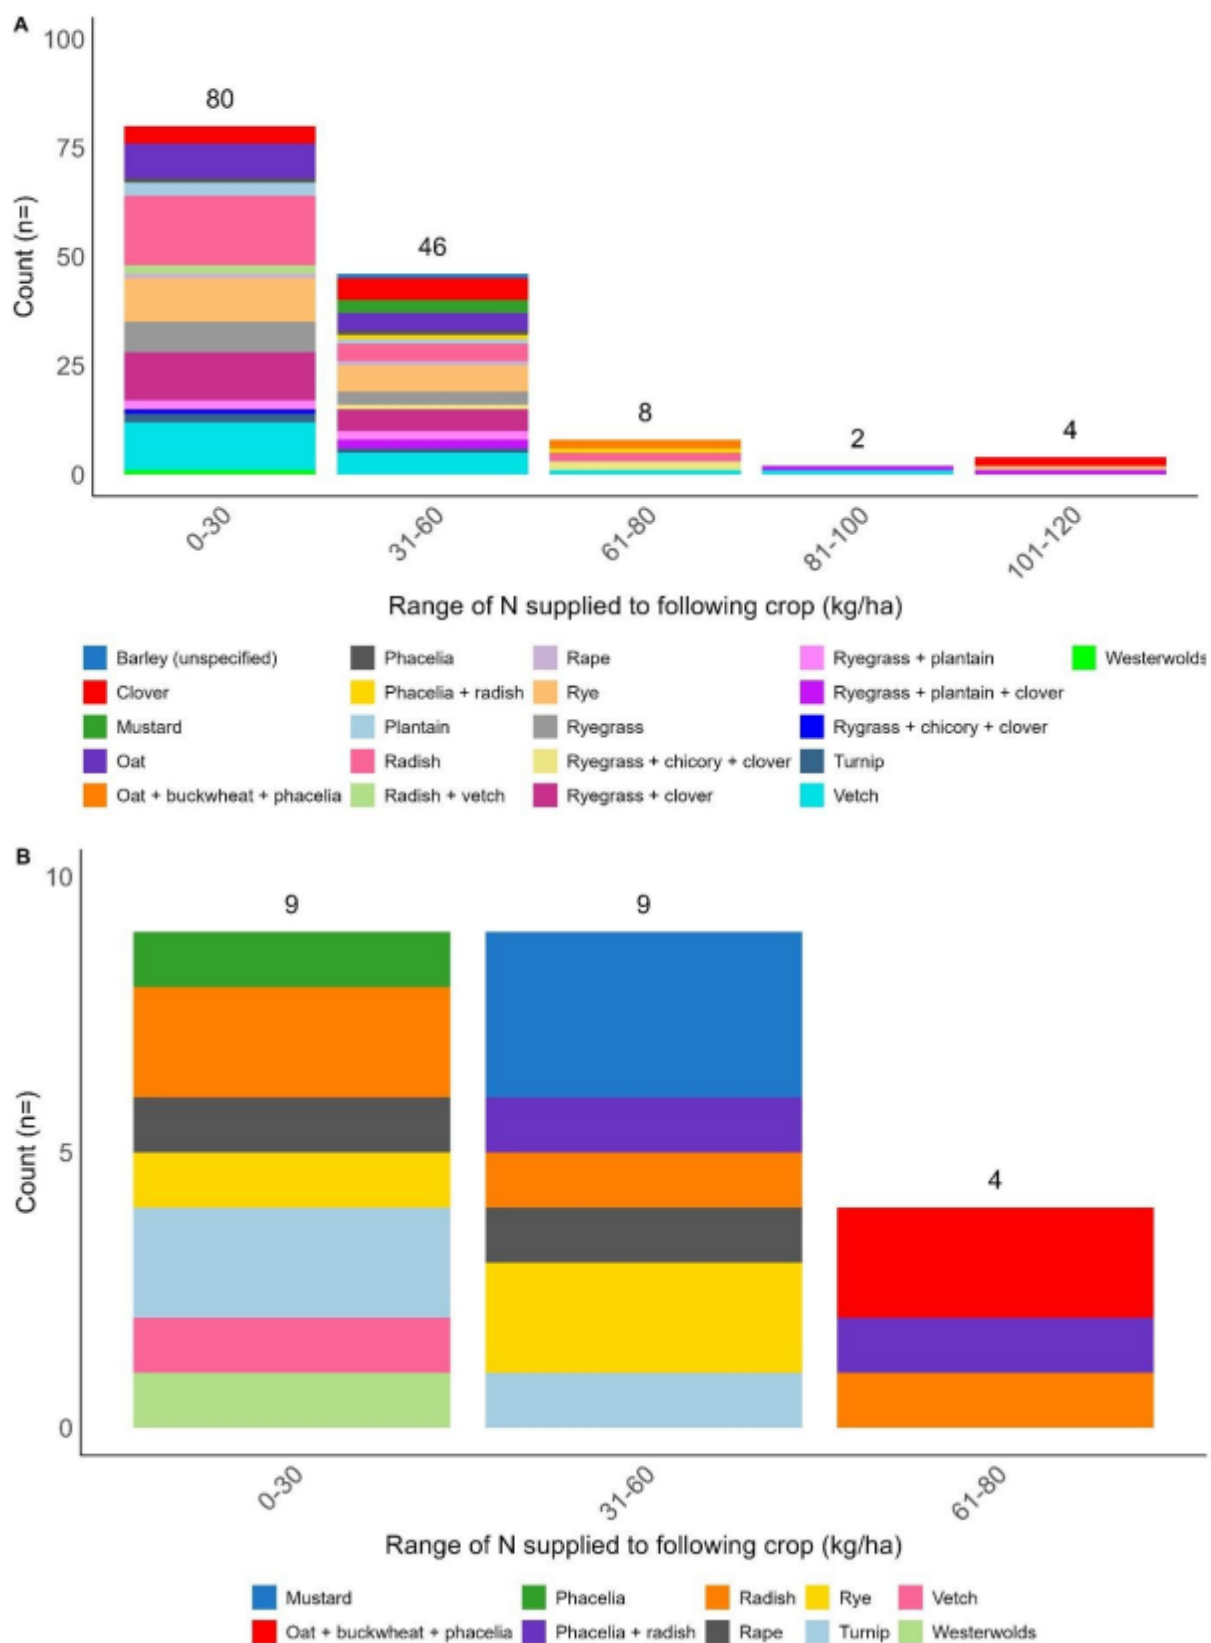 A
100
80
75
Count (n=)
50
46
25
8
2
4
0
0-30
31-60
61-80
81-100
101-120
Range of N supplied to following crop (kg/ha)
Barley (unspecified)
Phacelia
Rape
Ryegrass + plantain
Westerwolds
Clover
Phacelia + radish
Rye
Ryegrass + plantain + clover
Mustard
Plantain
Ryegrass
Rygrass + chicory + clover
Oat
Radish
Ryegrass + chicory + clover
Turnip
Oat + buckwheat + phacelia
Radish + vetch
Ryegrass + clover
Vetch
B
10
9
9
Count (n=)
5
4
0
0-30
31-60
61-80
Range of N supplied to following crop (kg/ha)
Mustard
Phacelia
Radish
Rye
Vetch
Oat + buckwheat + phacelia
Phacelia + radish
Rape
Turnip
Westerwolds